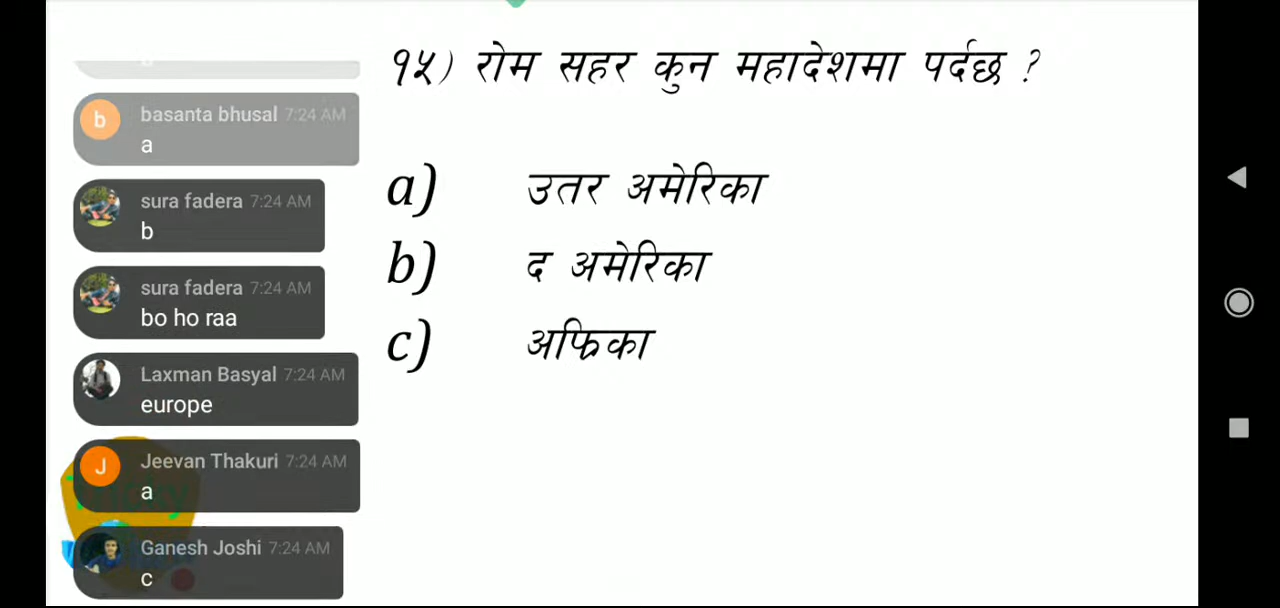 १५) रोम सहर कुन महादेशमा पर्दछ ?
a) उतर अमेरिका
b) द अमेरिका
c) अफ्रिका
b
basanta bhusal 7:24 AM
a
sura fadera 7:24 AM
b
sura fadera 7:24 AM
bo ho raa
Laxman Basyal 7:24 AM
europe
J
Jeevan Thakuri 7:24 AM
a
Ganesh Joshi 7:24 AM
c